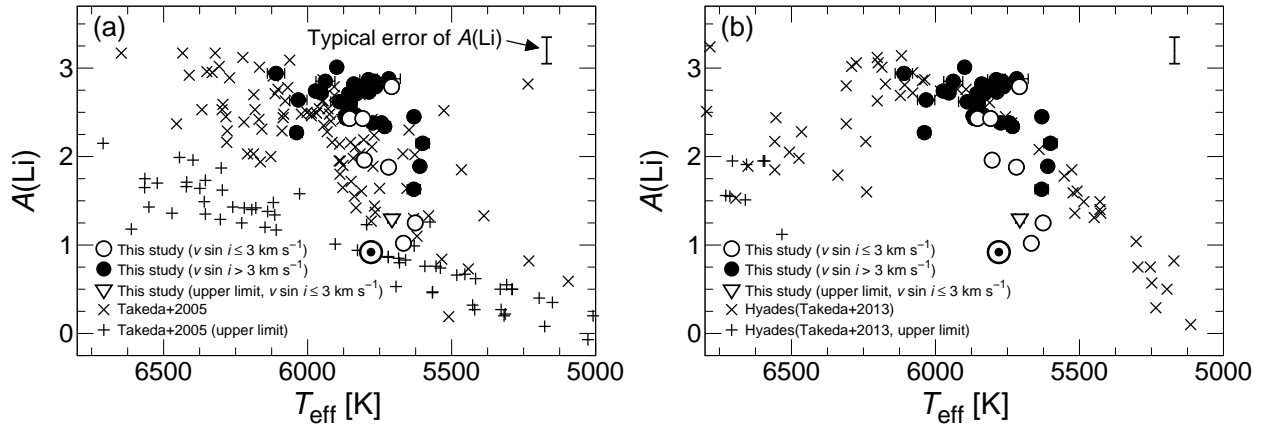 (a)
Typical error of A(Li)
A(Li)
3
2
1
0
This study (v sin i ≤ 3 km s⁻¹)
This study (v sin i > 3 km s⁻¹)
This study (upper limit, v sin i ≤ 3 km s⁻¹)
Takeda+2005
Takeda+2005 (upper limit)
6500 6000 5500 5000
Teff [K]
(b)
A(Li)
3
2
1
0
This study (v sin i ≤ 3 km s⁻¹)
This study (v sin i > 3 km s⁻¹)
This study (upper limit, v sin i ≤ 3 km s⁻¹)
Hyades(Takeda+2013)
Hyades(Takeda+2013, upper limit)
6500 6000 5500 5000
Teff [K]